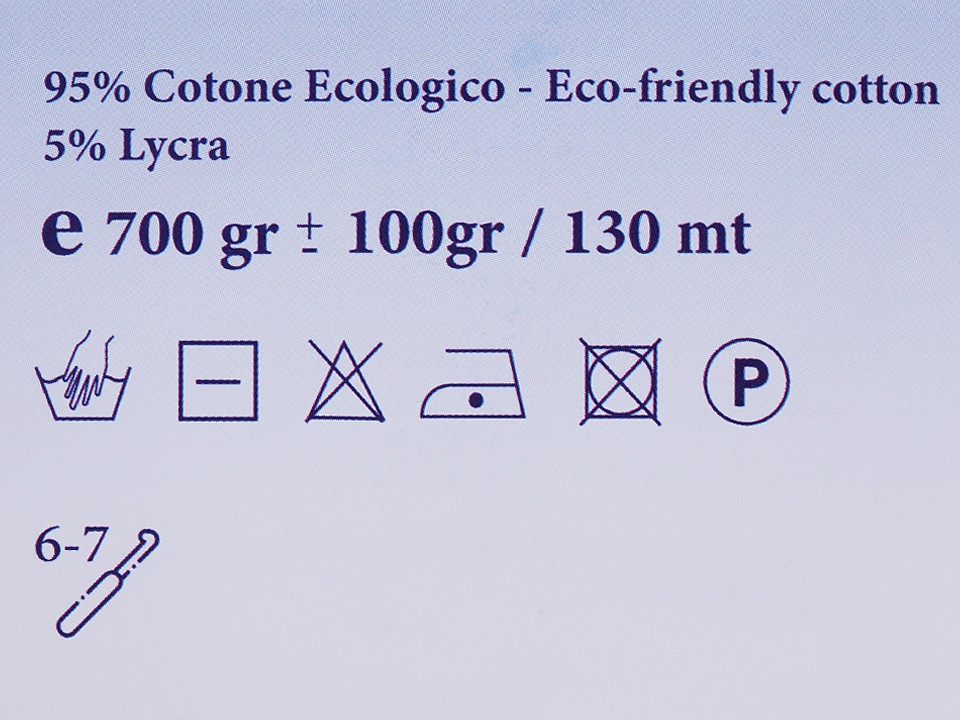 95% Cotone Ecologico - Eco-friendly cotton
5% Lycra
e 700 gr ± 100gr / 130 mt
P
6-7